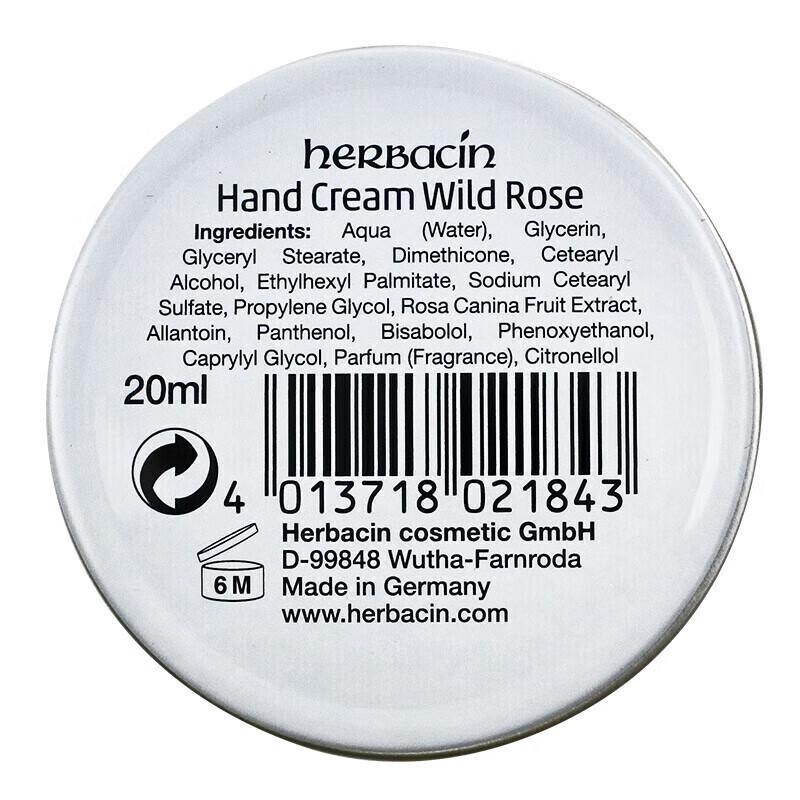 herbacín
Hand Cream Wild Rose
Ingredients: Aqua (Water), Glycerin,
Glyceryl Stearate, Dimethicone, Cetearyl
Alcohol, Ethylhexyl Palmitate, Sodium Cetearyl
Sulfate, Propylene Glycol, Rosa Canina Fruit Extract,
Allantoin, Panthenol, Bisabolol, Phenoxyethanol,
Caprylyl Glycol, Parfum (Fragrance), Citronellol
20ml
4 013718 021843
Herbacin cosmetic GmbH
D-99848 Wutha-Farnroda
6 M
Made in Germany
www.herbacin.com